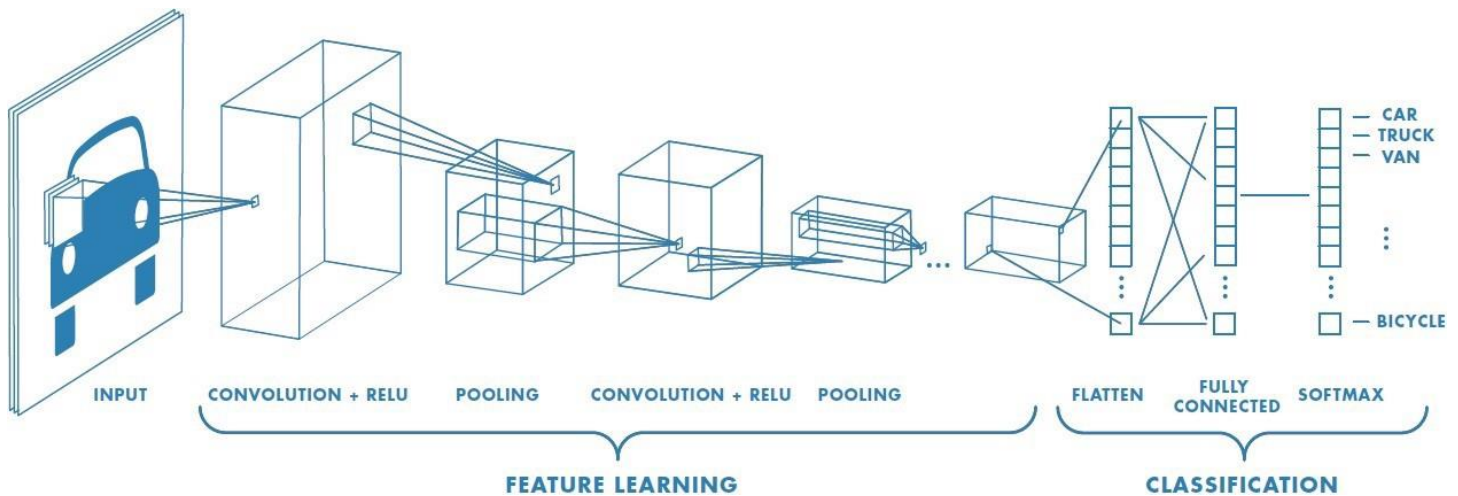 CAR
TRUCK
VAN
BICYCLE
INPUT
CONVOLUTION + RELU
POOLING
CONVOLUTION + RELU
POOLING
FLATTEN
FULLY
CONNECTED
SOFTMAX
FEATURE LEARNING
CLASSIFICATION